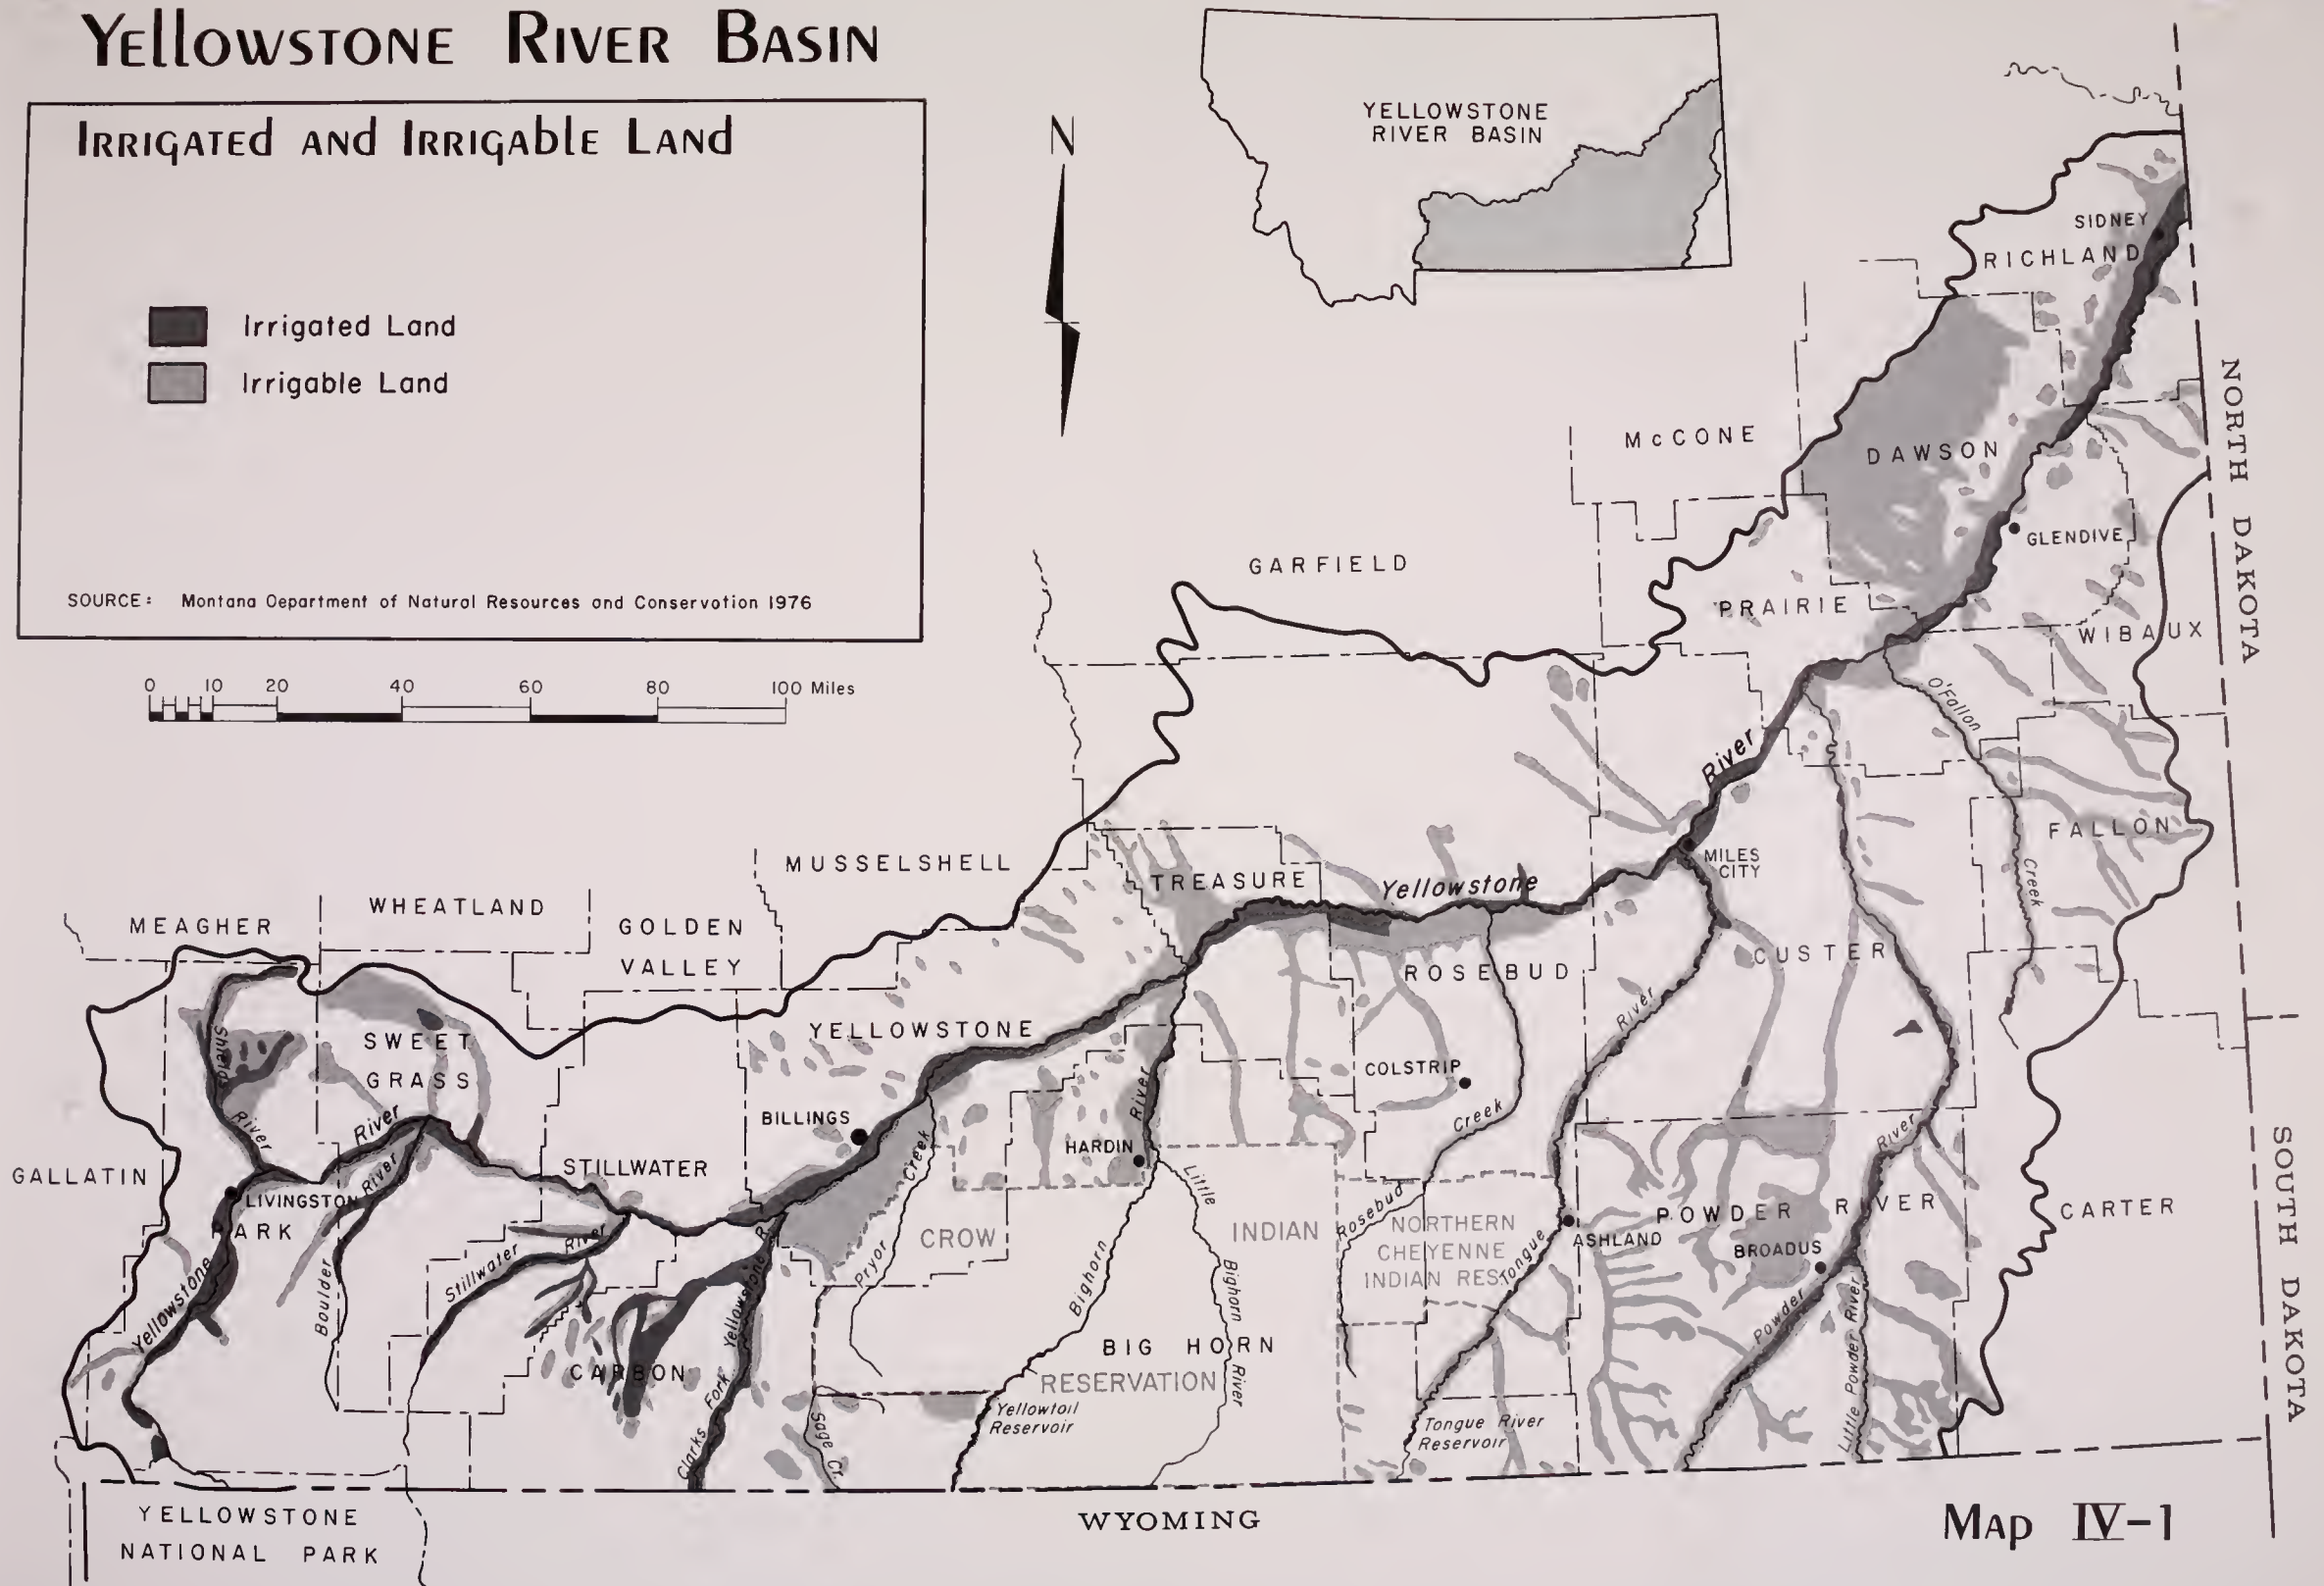 Yellowstone River Basin
Irrigated and Irrigable Land
Irrigated Land
Irrigable Land
SOURCE: Montana Oepartment of Natural Resources and Conservation 1976
0 10 20 40 60 80 100 Miles
N
YELLOWSTONE
RIVER BASIN
SIDNEY
RICHLAND
NORTH DAKOTA
McCONE
DAWSON
GLENDIVE
GARFIELD
PRAIRIE
WIBAUX
O'Fallon
Creek
River
FALLON
MILES
CITY
MUSSELSHELL
TREASURE
Yellowstone
MEAGHER
WHEATLAND
GOLDEN
VALLEY
ROSEBUD
CUSTER
River
SWEET
GRASS
Shields
River
YELLOWSTONE
COLSTRIP
Creek
Rosebud
BILLINGS
River
HARDIN
River
River
GALLATIN
LIVINGSTON
River
PARK
STILLWATER
Creek
Pryor
CROW
INDIAN
Little
Bighorn
River
NORTHERN
CHEYENNE
INDIAN RES.
Tongue
ASHLAND
POWDER RIVER
BROADUS
CARTER
SOUTH DAKOTA
Yellowstone
Boulder
Stillwater
River
CARBON
Clarks Fork Yellowstone R.
Bighorn
BIG HORN
RESERVATION
Powder
Little Powder River
Yellowtail
Reservoir
Sage Cr.
Tongue River
Reservoir
YELLOWSTONE
NATIONAL PARK
WYOMING
Map IV-1